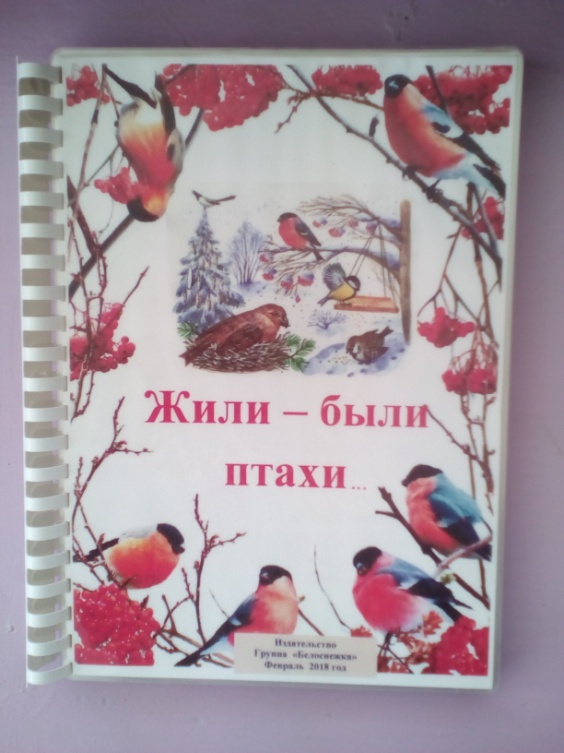 Жили – были
птахи...
Издательство
Группа «Белоснежка»
Февраль 2018 год